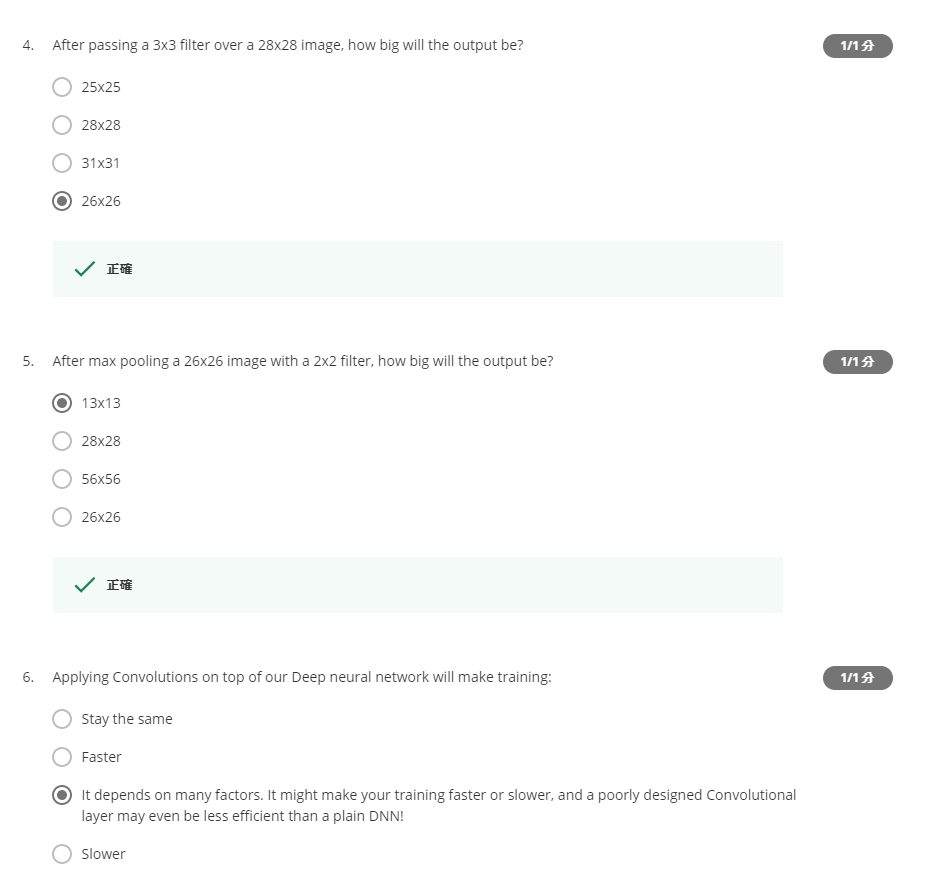 4. After passing a 3x3 filter over a 28x28 image, how big will the output be? 1/1 分
25x25
28x28
31x31
26x26
正確
5. After max pooling a 26x26 image with a 2x2 filter, how big will the output be? 1/1 分
13x13
28x28
56x56
26x26
正確
6. Applying Convolutions on top of our Deep neural network will make training: 1/1 分
Stay the same
Faster
It depends on many factors. It might make your training faster or slower, and a poorly designed Convolutional
layer may even be less efficient than a plain DNN!
Slower